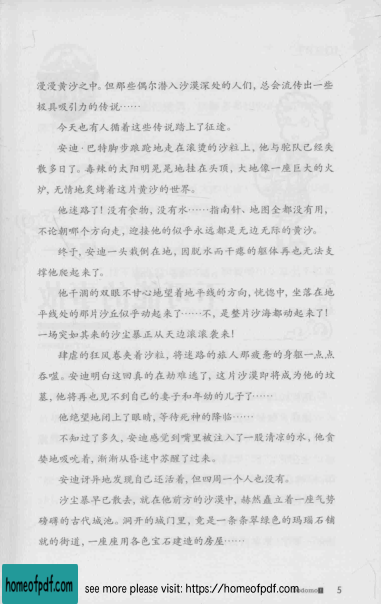 漫漫黄沙之中。但那些偶尔潜入沙漠深处的人们，总会流传出一些
极具吸引力的传说……
今天也有人循着这些传说踏上了征途。
安迪·巴特脚步踉跄地走在滚烫的沙粒上，他与驼队已经失
散多日了。毒辣的太阳明晃晃地挂在头顶，大地像一座巨大的火
炉，无情地炙烤着这片黄沙的世界。
他迷路了！没有食物，没有水……指南针、地图全都没有用，
不论朝哪个方向走，迎接他的似乎永远都是无边无际的黄沙。
终于，安迪一头栽倒在地，因脱水而干瘪的躯体再也无法支
撑他爬起来了。
他干涸的双眼不甘心地望着地平线的方向，恍惚中，坐落在地
平线处的那片沙丘似乎动起来了……不，是整片沙海都动起来了！
一场突如其来的沙尘暴正从天边滚滚袭来！
肆虐的狂风卷夹着沙粒，将迷路的旅人那疲惫的身躯一点点
吞噬。安迪明白这回真的在劫难逃了，这片沙漠即将成为他的坟
墓，他将再也见不到自己的妻子和年幼的儿子了……
他绝望地闭上了眼睛，等待死神的降临……
不知过了多久，安迪感觉到嘴里被注入了一股清凉的水，他贪
婪地吸吮着，渐渐从昏迷中苏醒了过来。
安迪讶异地发现自己还活着，但四周一个人也没有。
沙尘暴早已散去，就在他前方的沙漠中，赫然矗立着一座气势
磅礴的古代城池。洞开的城门里，竟是一条条翠绿色的玛瑙石铺
就的街道，一座座用各色宝石建造的房屋……
homeofpdf.com
see more please visit: https://homeofpdf.com
5